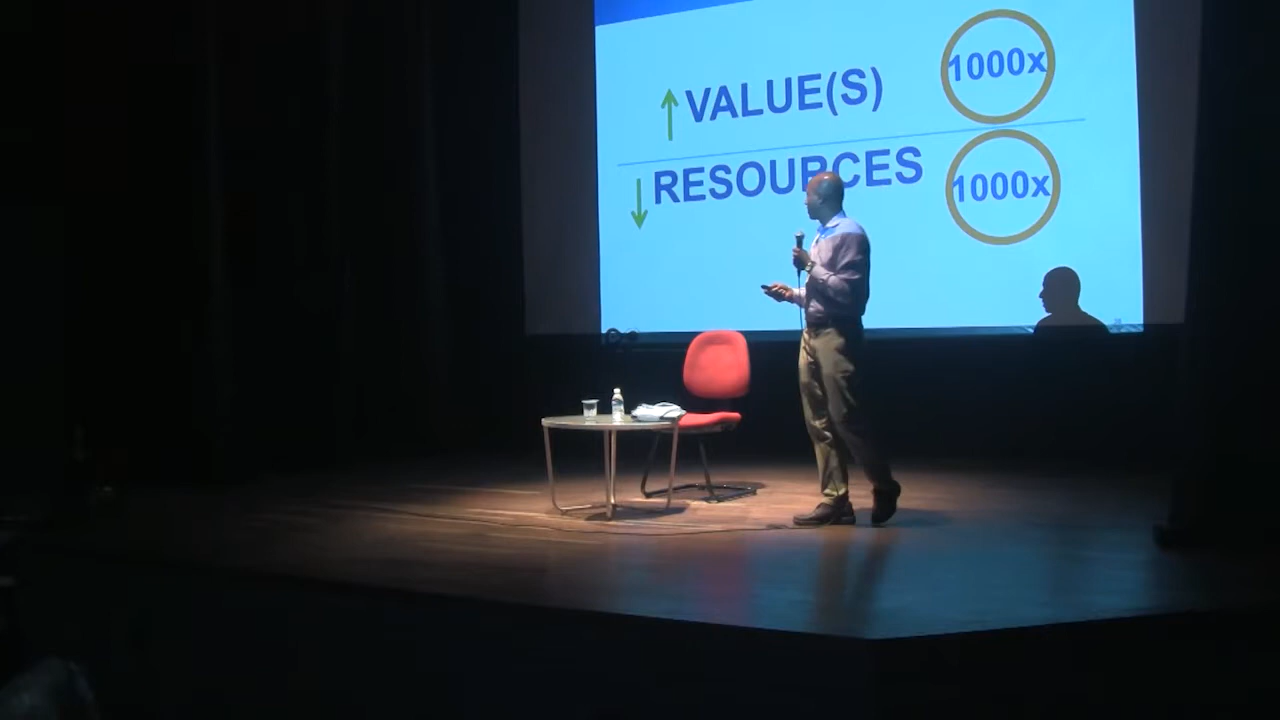 ↑ VALUE(S) 1000x
↓ RESOURCES 1000x